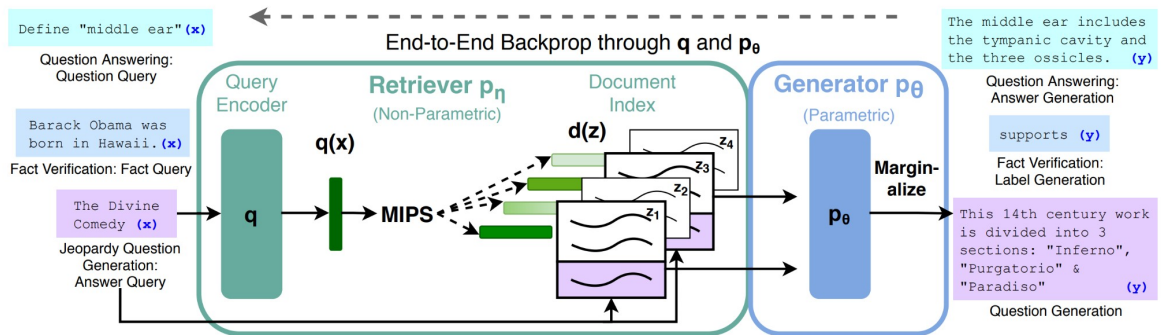 Define "middle ear"(x)
Question Answering:
Question Query
Barack Obama was
born in Hawaii.(x)
Fact Verification: Fact Query
The Divine
Comedy (x)
Jeopardy Question
Generation:
Answer Query
End-to-End Backprop through q and pθ
Query
Encoder
q
q(x)
Retriever pη
(Non-Parametric)
MIPS
Document
Index
d(z)
z4
z3
z2
z1
Generator pθ
(Parametric)
pθ
Margin-
alize
The middle ear includes
the tympanic cavity and
the three ossicles. (y)
Question Answering:
Answer Generation
supports (y)
Fact Verification:
Label Generation
This 14th century work
is divided into 3
sections: "Inferno",
"Purgatorio" &
"Paradiso" (y)
Question Generation